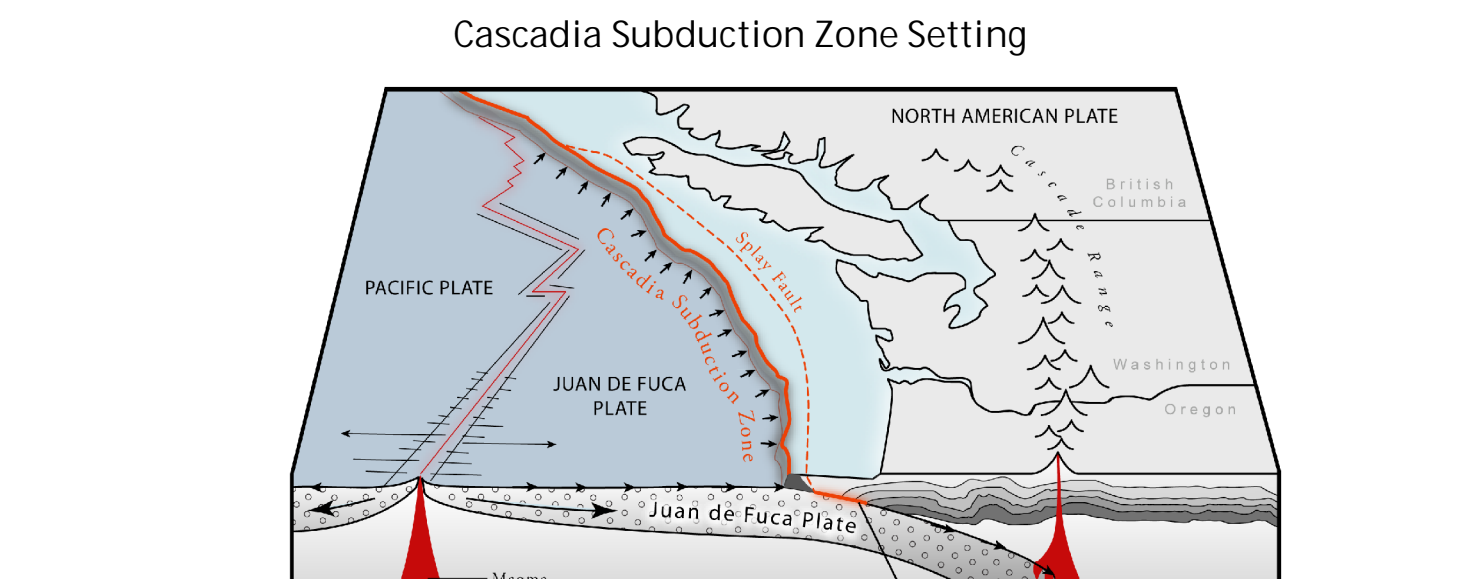 Cascadia Subduction Zone Setting
NORTH AMERICAN PLATE
Cascade Range
British
Columbia
Splay Fault
Cascadia Subduction Zone
PACIFIC PLATE
JUAN DE FUCA
PLATE
Washington
Oregon
Juan de Fuca Plate
Magma